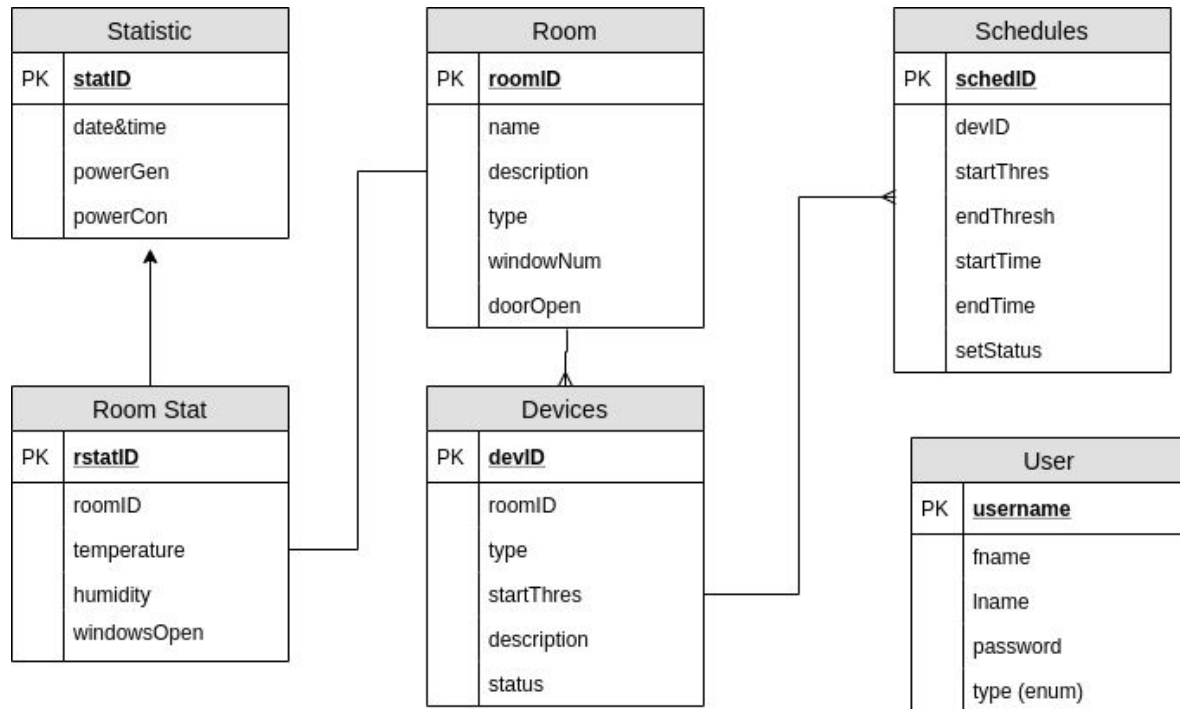 Statistic
PK statID
date&time
powerGen
powerCon
Room
PK roomID
name
description
type
windowNum
doorOpen
Schedules
PK schedID
devID
startThres
endThresh
startTime
endTime
setStatus
Room Stat
PK rstatID
roomID
temperature
humidity
windowsOpen
Devices
PK devID
roomID
type
startThres
description
status
User
PK username
fname
lname
password
type (enum)